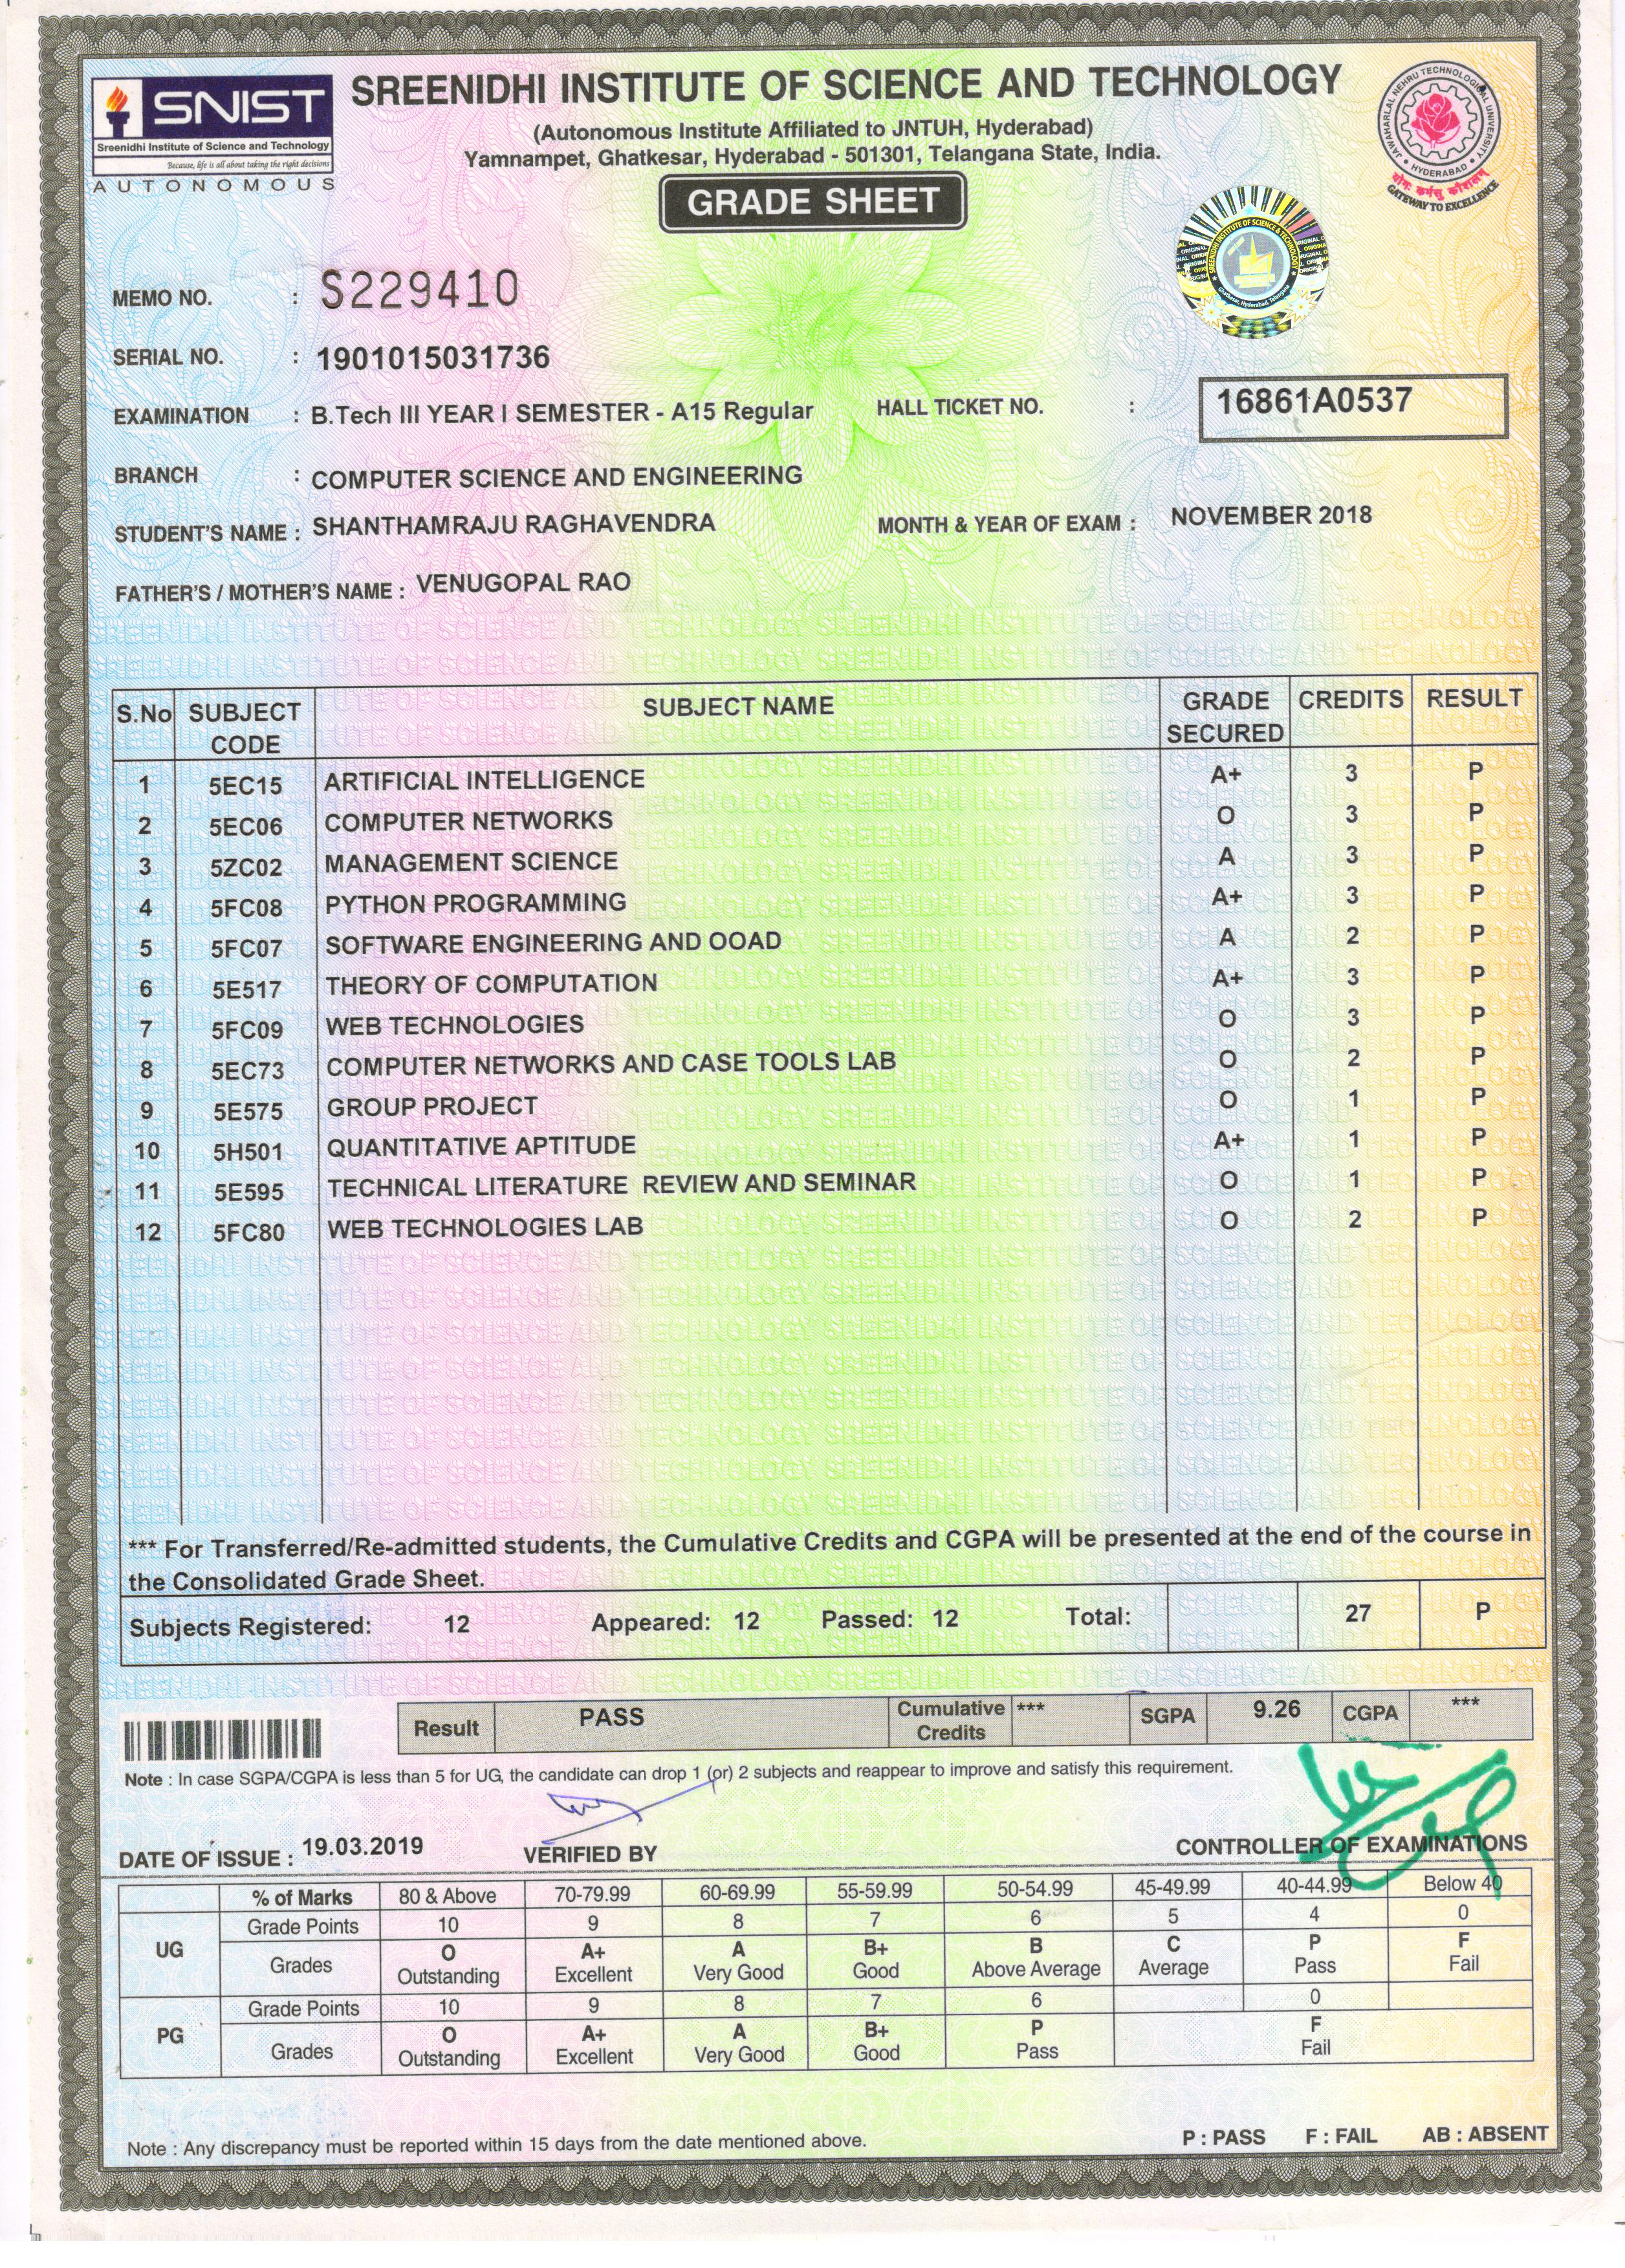 SNIST
Sreenidhi Institute of Science and Technology
Because, life is all about taking the right decisions
AUTONOMOUS
SREENIDHI INSTITUTE OF SCIENCE AND TECHNOLOGY
(Autonomous Institute Affiliated to JNTUH, Hyderabad)
Yamnampet, Ghatkesar, Hyderabad - 501301, Telangana State, India.
GRADE SHEET
JAWAHARLAL NEHRU TECHNOLOGICAL UNIVERSITY
HYDERABAD
योगः कर्मसु कौशलम्
GATEWAY TO EXCELLENCE
MEMO NO. : S229410
SERIAL NO. : 1901015031736
EXAMINATION : B.Tech III YEAR I SEMESTER - A15 Regular HALL TICKET NO. : 16861A0537
BRANCH : COMPUTER SCIENCE AND ENGINEERING
STUDENT'S NAME : SHANTHAMRAJU RAGHAVENDRA MONTH & YEAR OF EXAM : NOVEMBER 2018
FATHER'S / MOTHER'S NAME : VENUGOPAL RAO
S.No SUBJECT CODE SUBJECT NAME GRADE SECURED CREDITS RESULT
1 5EC15 ARTIFICIAL INTELLIGENCE A+ 3 P
2 5EC06 COMPUTER NETWORKS O 3 P
3 5ZC02 MANAGEMENT SCIENCE A 3 P
4 5FC08 PYTHON PROGRAMMING A+ 3 P
5 5FC07 SOFTWARE ENGINEERING AND OOAD A 2 P
6 5E517 THEORY OF COMPUTATION A+ 3 P
7 5FC09 WEB TECHNOLOGIES O 3 P
8 5EC73 COMPUTER NETWORKS AND CASE TOOLS LAB O 2 P
9 5E575 GROUP PROJECT O 1 P
10 5H501 QUANTITATIVE APTITUDE A+ 1 P
11 5E595 TECHNICAL LITERATURE REVIEW AND SEMINAR O 1 P
12 5FC80 WEB TECHNOLOGIES LAB O 2 P
*** For Transferred/Re-admitted students, the Cumulative Credits and CGPA will be presented at the end of the course in
the Consolidated Grade Sheet.
Subjects Registered: 12 Appeared: 12 Passed: 12 Total: 27 P
Result PASS Cumulative Credits *** SGPA 9.26 CGPA ***
Note : In case SGPA/CGPA is less than 5 for UG, the candidate can drop 1 (or) 2 subjects and reappear to improve and satisfy this requirement.
DATE OF ISSUE : 19.03.2019 VERIFIED BY CONTROLLER OF EXAMINATIONS
% of Marks 80 & Above 70-79.99 60-69.99 55-59.99 50-54.99 45-49.99 40-44.99 Below 40
UG
Grade Points 10 9 8 7 6 5 4 0
Grades O A+ A B+ B C P F
Outstanding Excellent Very Good Good Above Average Average Pass Fail
PG
Grade Points 10 9 8 7 6 0
Grades O A+ A B+ P F
Outstanding Excellent Very Good Good Pass Fail
Note : Any discrepancy must be reported within 15 days from the date mentioned above.
P : PASS F : FAIL AB : ABSENT